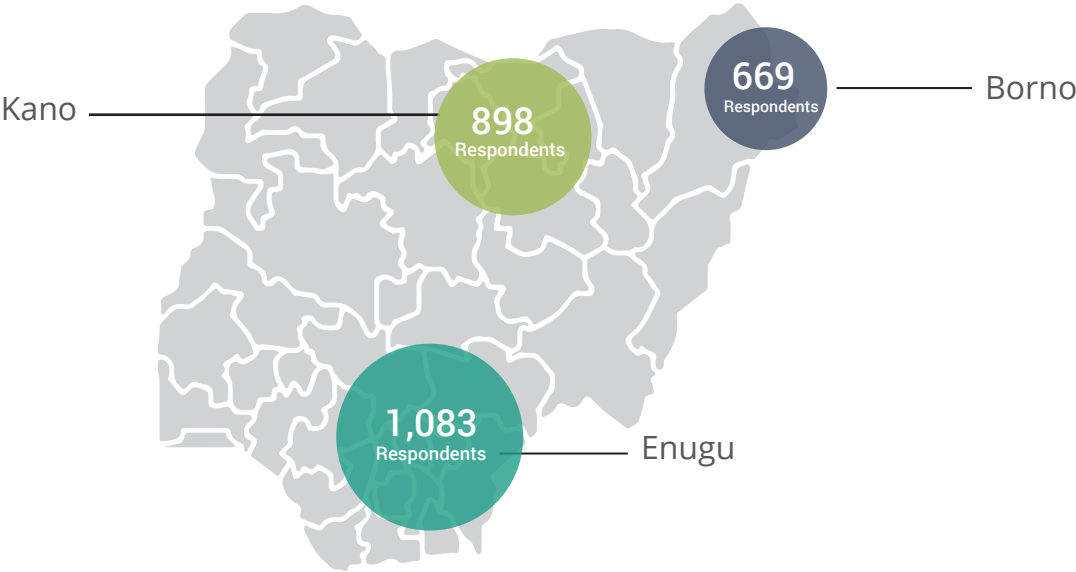 669
Respondents
Borno
Kano
898
Respondents
1,083
Respondents
Enugu